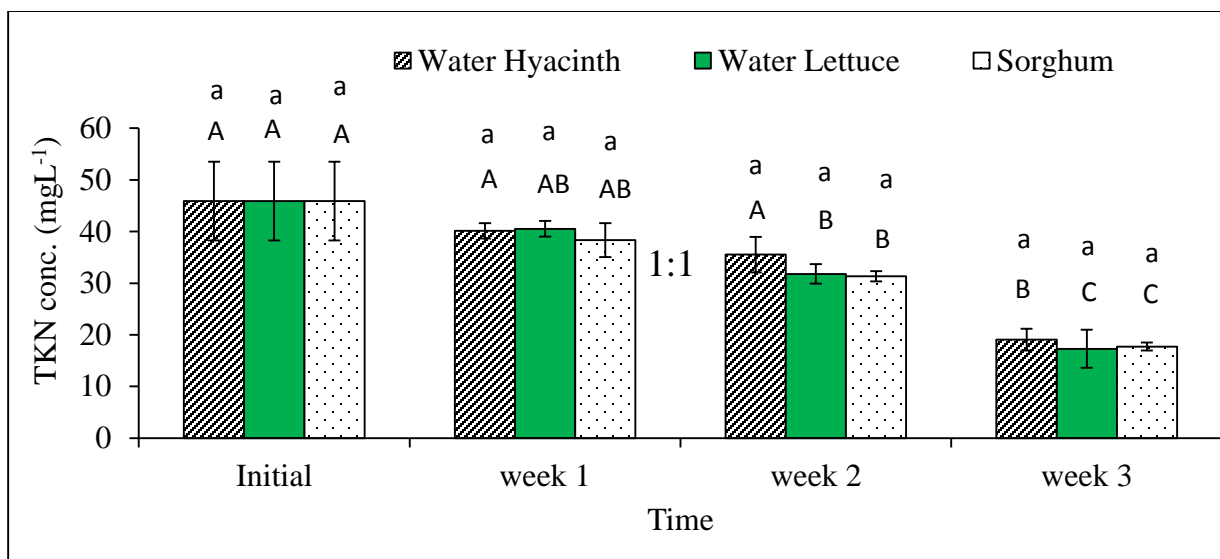 Water Hyacinth Water Lettuce Sorghum
a a a a a a a a a a a a
A A A A AB AB A B B B C C
1:1
TKN conc. (mgL⁻¹)
60
50
40
30
20
10
0
Initial week 1 week 2 week 3
Time